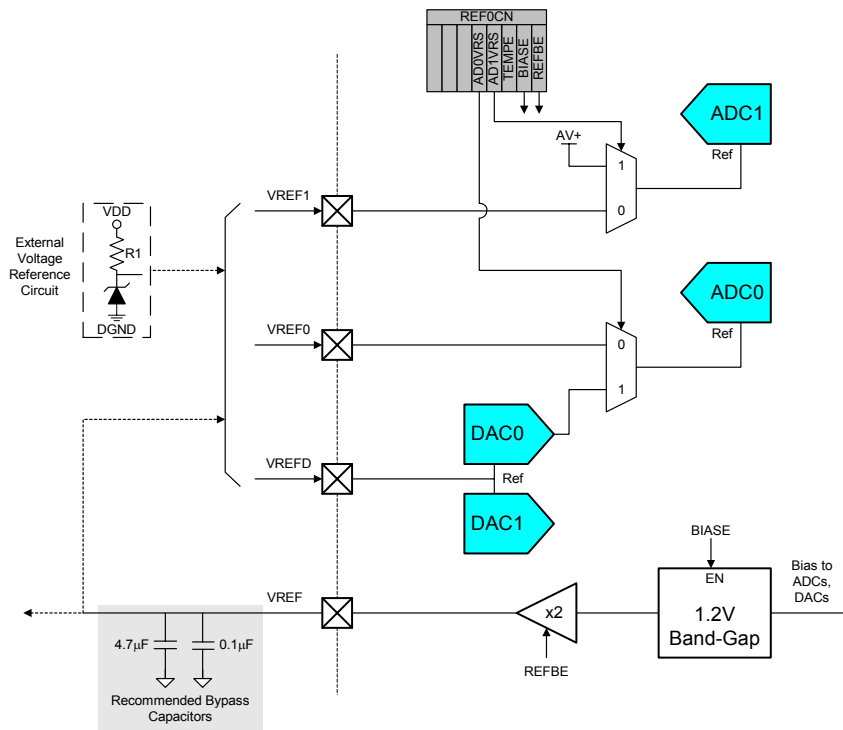 REF0CN
AD0VRS
AD1VRS
TEMPE
BIASE
REFBE
ADC1
Ref
AV+
1
0
VREF1
VDD
R1
DGND
External
Voltage
Reference
Circuit
ADC0
Ref
VREF0
0
1
DAC0
VREFD
Ref
DAC1
BIASE
EN
1.2V
Band-Gap
Bias to
ADCs,
DACs
VREF
x2
REFBE
4.7µF
0.1µF
Recommended Bypass
Capacitors